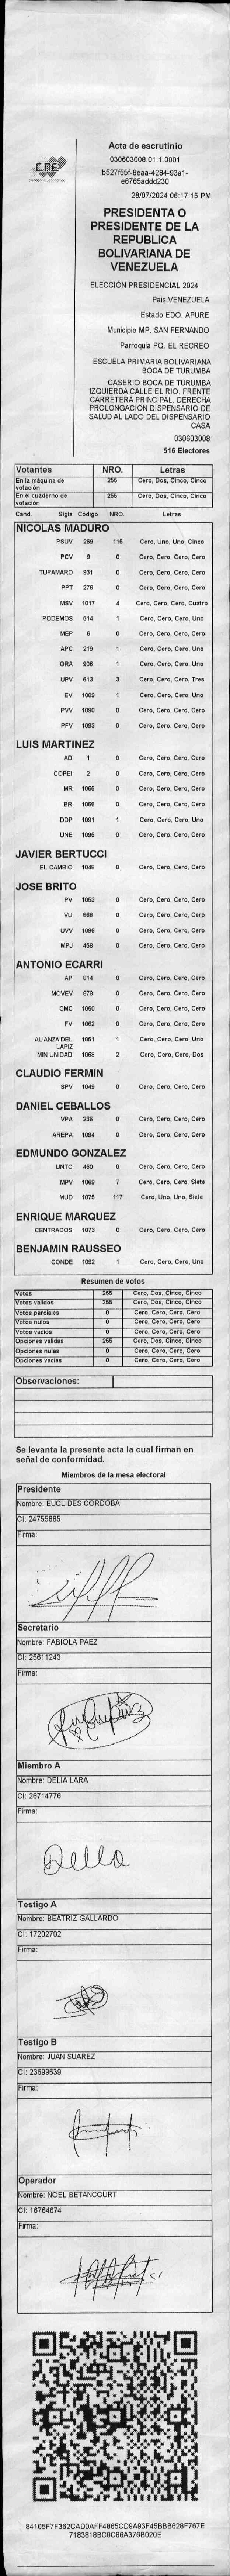 CNE
Acta de escrutinio
030603008.01.1.0001
b527f55f-8eaa-4284-93a1-
e6765addd230
28/07/2024 06:17:15 PM
PRESIDENTA O
PRESIDENTE DE LA
REPUBLICA
BOLIVARIANA DE
VENEZUELA
ELECCIÓN PRESIDENCIAL 2024
País VENEZUELA
Estado EDO. APURE
Municipio MP. SAN FERNANDO
Parroquia PQ. EL RECREO
ESCUELA PRIMARIA BOLIVARIANA
BOCA DE TURUMBA
CASERIO BOCA DE TURUMBA
IZQUIERDA CALLE EL RIO. FRENTE
CARRETERA PRINCIPAL. DERECHA
PROLONGACIÓN DISPENSARIO DE
SALUD AL LADO DEL DISPENSARIO
CASA
030603008
516 Electores
Votantes NRO. Letras
En la máquina de votación 255 Cero, Dos, Cinco, Cinco
En el cuaderno de votación 255 Cero, Dos, Cinco, Cinco
Cand. Sigla Código NRO. Letras
NICOLAS MADURO
PSUV 269 115 Cero, Uno, Uno, Cinco
PCV 9 0 Cero, Cero, Cero, Cero
TUPAMARO 931 0 Cero, Cero, Cero, Cero
PPT 276 0 Cero, Cero, Cero, Cero
MSV 1017 4 Cero, Cero, Cero, Cuatro
PODEMOS 514 1 Cero, Cero, Cero, Uno
MEP 6 0 Cero, Cero, Cero, Cero
APC 219 1 Cero, Cero, Cero, Uno
ORA 906 1 Cero, Cero, Cero, Uno
UPV 513 3 Cero, Cero, Cero, Tres
EV 1089 1 Cero, Cero, Cero, Uno
PVV 1090 0 Cero, Cero, Cero, Cero
PFV 1093 0 Cero, Cero, Cero, Cero
LUIS MARTINEZ
AD 1 0 Cero, Cero, Cero, Cero
COPEI 2 0 Cero, Cero, Cero, Cero
MR 1065 0 Cero, Cero, Cero, Cero
BR 1066 0 Cero, Cero, Cero, Cero
DDP 1091 1 Cero, Cero, Cero, Uno
UNE 1095 0 Cero, Cero, Cero, Cero
JAVIER BERTUCCI
EL CAMBIO 1048 0 Cero, Cero, Cero, Cero
JOSE BRITO
PV 1053 0 Cero, Cero, Cero, Cero
VU 868 0 Cero, Cero, Cero, Cero
UVV 1096 0 Cero, Cero, Cero, Cero
MPJ 458 0 Cero, Cero, Cero, Cero
ANTONIO ECARRI
AP 814 0 Cero, Cero, Cero, Cero
MOVEV 878 0 Cero, Cero, Cero, Cero
CMC 1050 0 Cero, Cero, Cero, Cero
FV 1062 0 Cero, Cero, Cero, Cero
ALIANZA DEL LAPIZ 1051 1 Cero, Cero, Cero, Uno
MIN UNIDAD 1068 2 Cero, Cero, Cero, Dos
CLAUDIO FERMIN
SPV 1049 0 Cero, Cero, Cero, Cero
DANIEL CEBALLOS
VPA 236 0 Cero, Cero, Cero, Cero
AREPA 1094 0 Cero, Cero, Cero, Cero
EDMUNDO GONZALEZ
UNTC 460 0 Cero, Cero, Cero, Cero
MPV 1069 7 Cero, Cero, Cero, Siete
MUD 1075 117 Cero, Uno, Uno, Siete
ENRIQUE MARQUEZ
CENTRADOS 1073 0 Cero, Cero, Cero, Cero
BENJAMIN RAUSSEO
CONDE 1092 1 Cero, Cero, Cero, Uno
Resumen de votos
Votos 255 Cero, Dos, Cinco, Cinco
Votos validos 255 Cero, Dos, Cinco, Cinco
Votos parciales 0 Cero, Cero, Cero, Cero
Votos nulos 0 Cero, Cero, Cero, Cero
Votos vacios 0 Cero, Cero, Cero, Cero
Opciones validas 255 Cero, Dos, Cinco, Cinco
Opciones nulas 0 Cero, Cero, Cero, Cero
Opciones vacias 0 Cero, Cero, Cero, Cero
Observaciones:
Se levanta la presente acta la cual firman en
señal de conformidad.
Miembros de la mesa electoral
Presidente
Nombre: EUCLIDES CORDOBA
CI: 24755885
Firma:
Secretario
Nombre: FABIOLA PAEZ
CI: 25611243
Firma:
Miembro A
Nombre: DELIA LARA
CI: 26714776
Firma:
Testigo A
Nombre: BEATRIZ GALLARDO
CI: 17202702
Firma:
Testigo B
Nombre: JUAN SUAREZ
CI: 23699639
Firma:
Operador
Nombre: NOEL BETANCOURT
CI: 16764674
Firma:
84105F7F362CAD0AFF4865CD9A93F45BBB628F767E
7183818BC0C86A376B020E